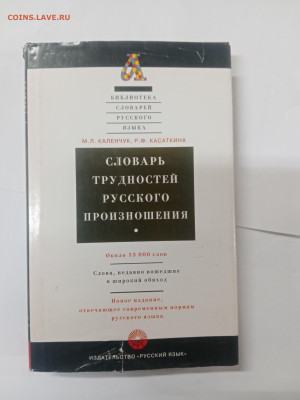 COINS.LAVE.RU
БИБЛИОТЕКА
СЛОВАРЕЙ
РУССКОГО
ЯЗЫКА
М.Л. КАЛЕНЧУК, Р.Ф. КАСАТКИНА
СЛОВАРЬ
ТРУДНОСТЕЙ
РУССКОГО
ПРОИЗНОШЕНИЯ
Около 15 000 слов
Слова, недавно вошедшие
в широкий обиход
Новое издание,
отвечающее современным нормам
русского языка
ИЗДАТЕЛЬСТВО «РУССКИЙ ЯЗЫК»